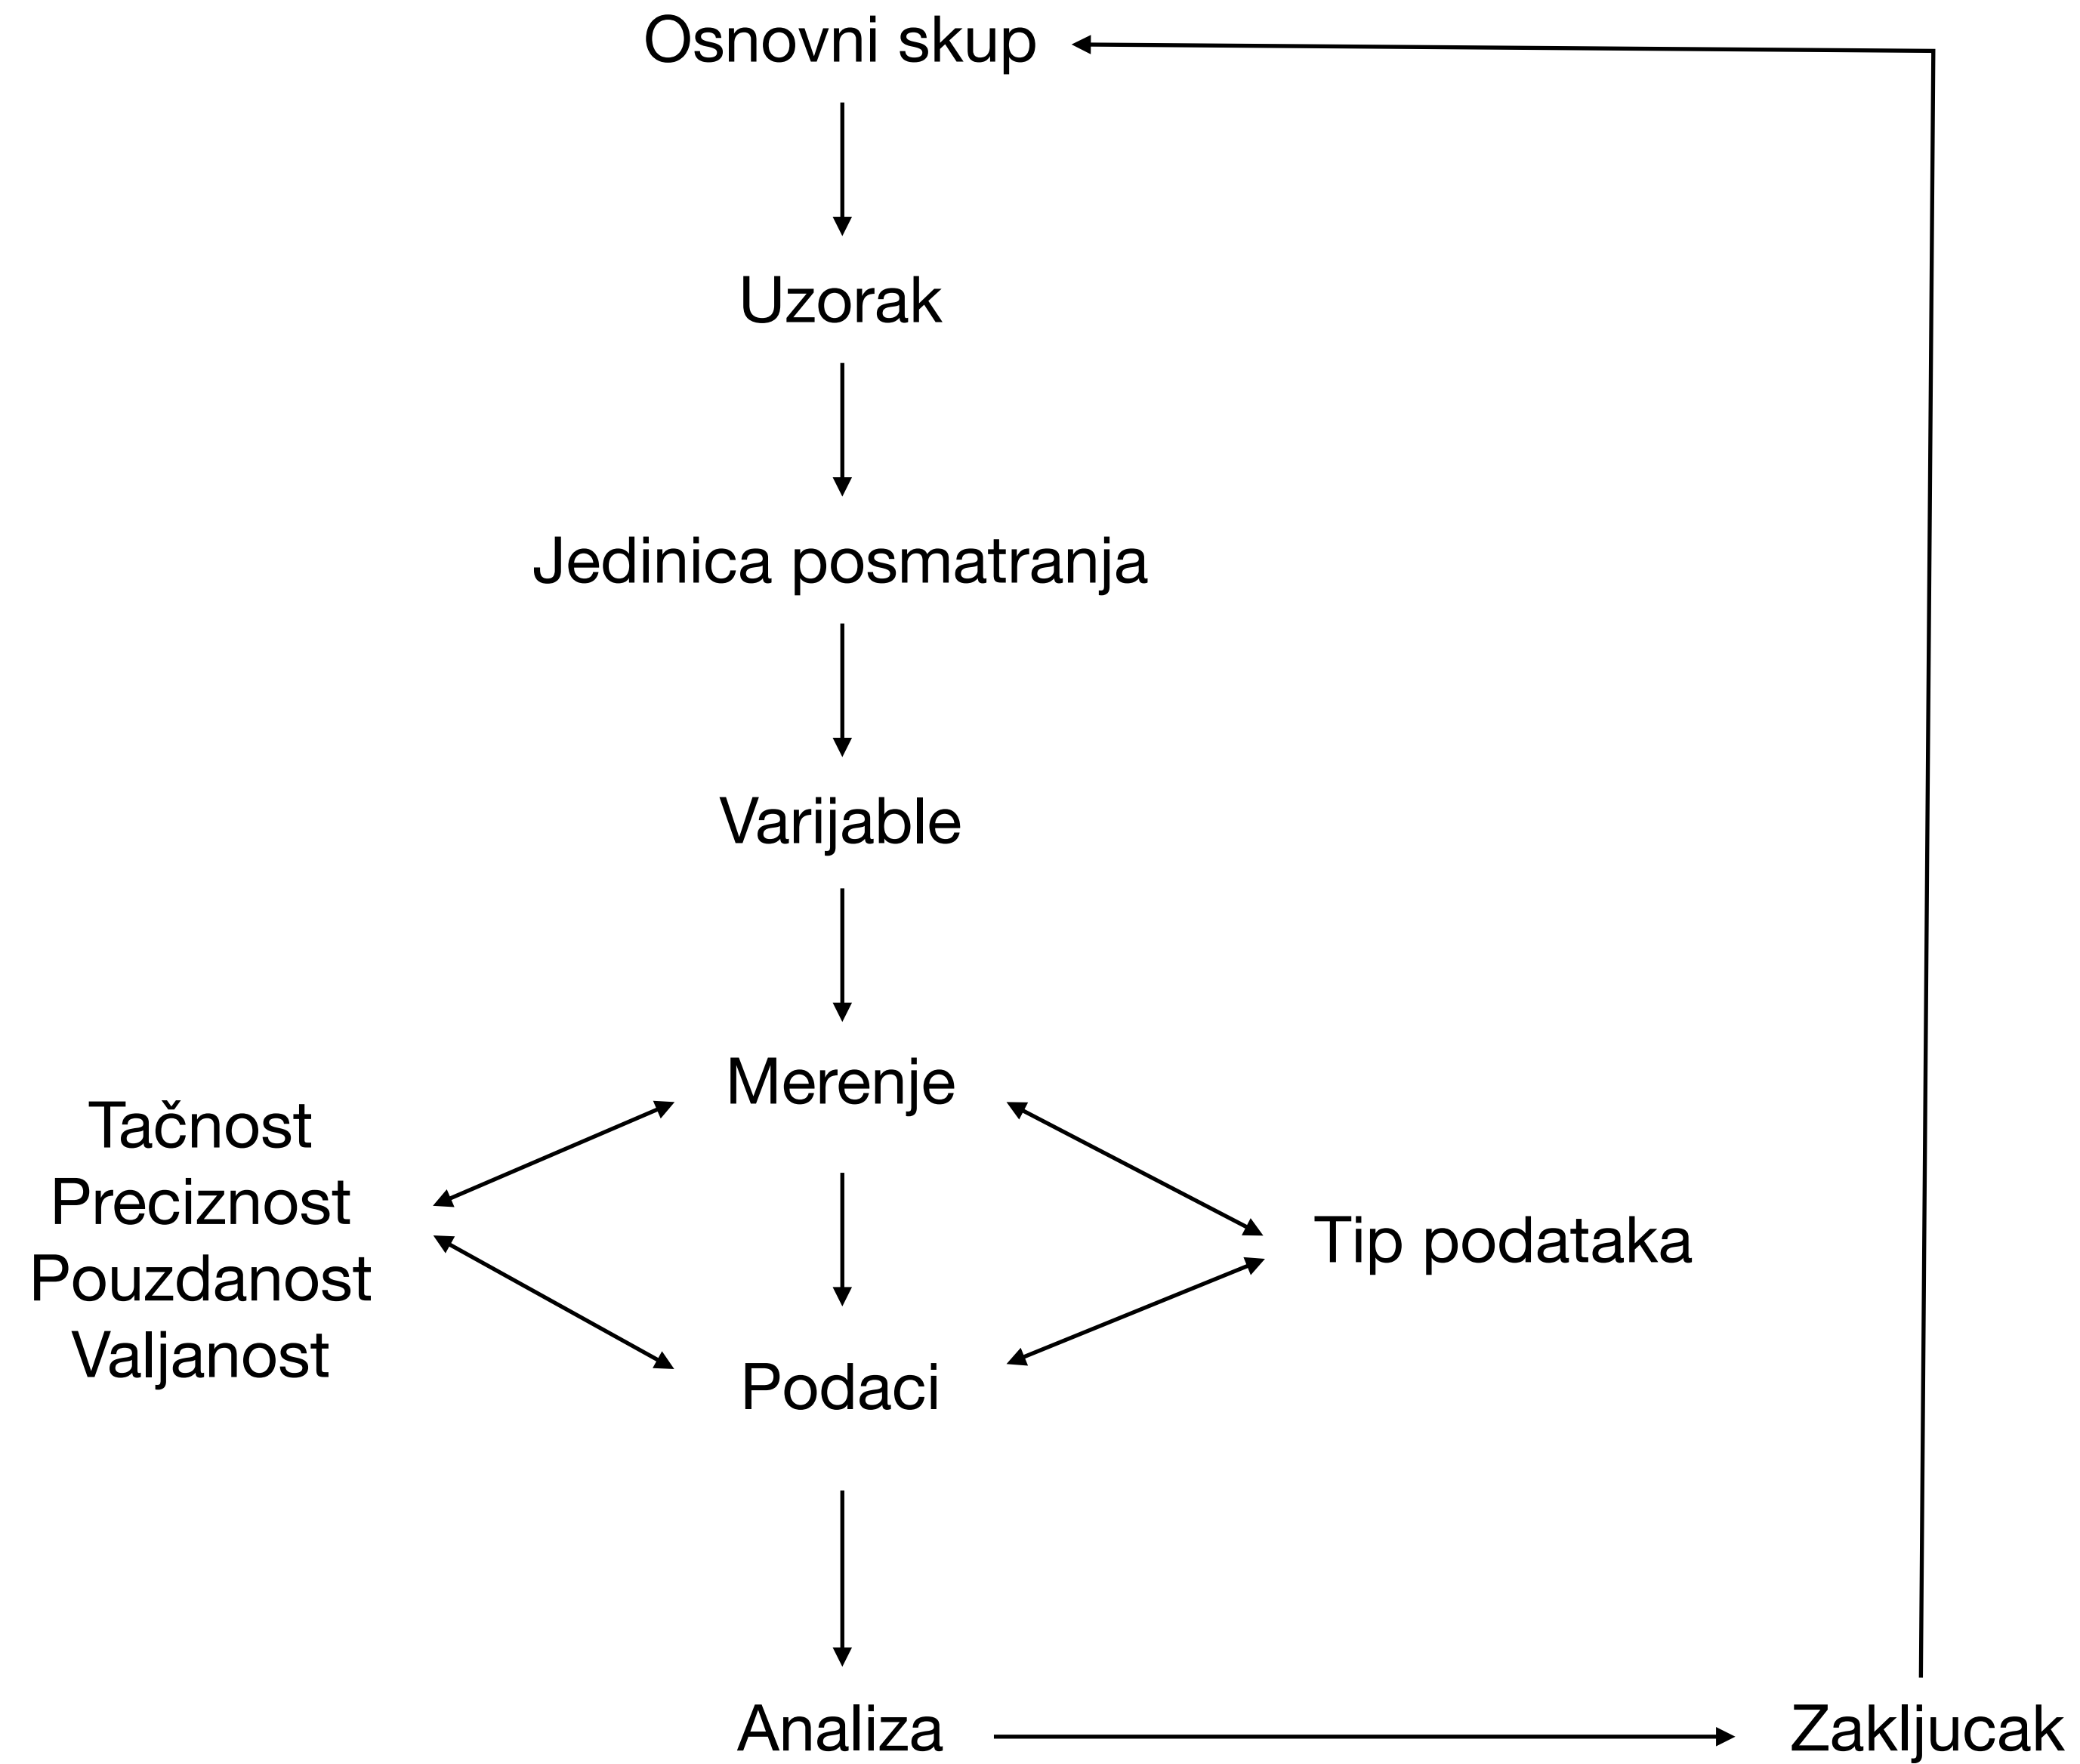 Osnovni skup
Uzorak
Jedinica posmatranja
Varijable
Merenje
Tačnost
Preciznost
Pouzdanost
Valjanost
Tip podataka
Podaci
Analiza
Zakljucak